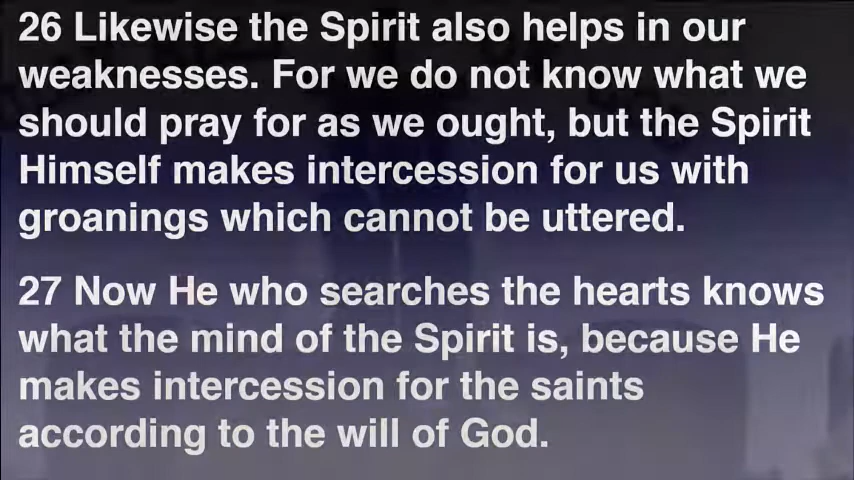 26 Likewise the Spirit also helps in our
weaknesses. For we do not know what we
should pray for as we ought, but the Spirit
Himself makes intercession for us with
groanings which cannot be uttered.
27 Now He who searches the hearts knows
what the mind of the Spirit is, because He
makes intercession for the saints
according to the will of God.